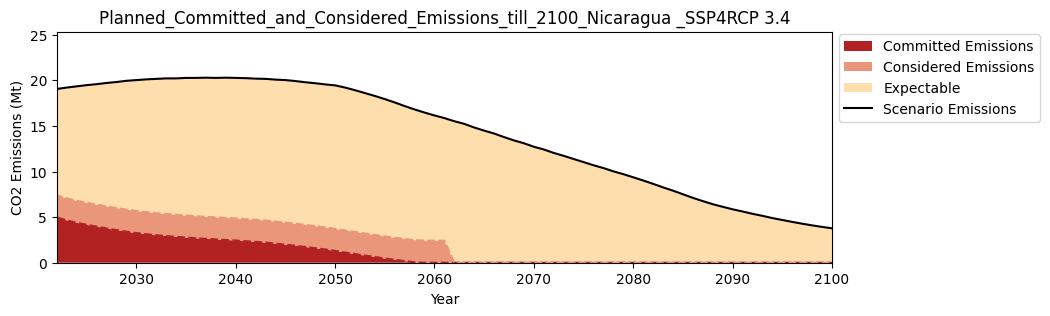 Planned_Committed_and_Considered_Emissions_till_2100_Nicaragua _SSP4RCP 3.4
25
20
15
10
5
0
CO2 Emissions (Mt)
2030
2040
2050
2060
2070
2080
2090
2100
Year
Committed Emissions
Considered Emissions
Expectable
Scenario Emissions